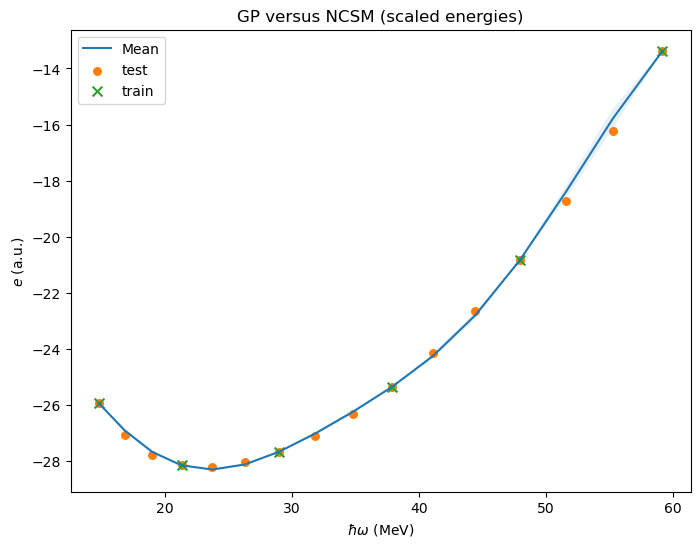 GP versus NCSM (scaled energies)
Mean
test
train
−14
−16
−18
−20
−22
−24
−26
−28
e (a.u.)
20 30 40 50 60
ℏω (MeV)